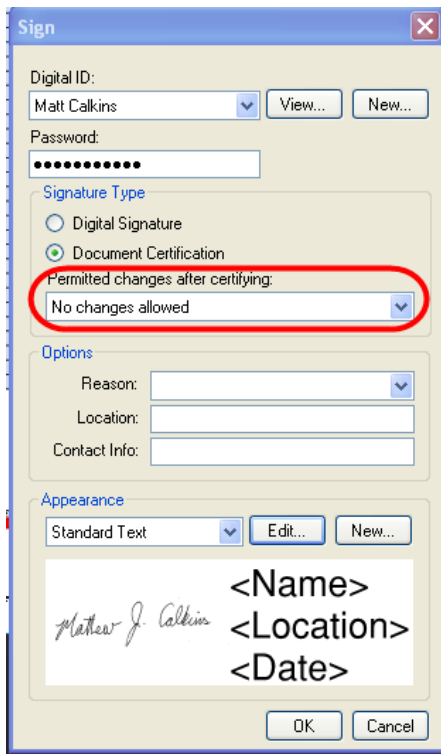 Sign
Digital ID:
Matt Calkins View... New...
Password:
●●●●●●●●●●●
Signature Type
Digital Signature
Document Certification
Permitted changes after certifying:
No changes allowed
Options
Reason:
Location:
Contact Info:
Appearance
Standard Text Edit... New...
Mathew J. Calkins
<Name>
<Location>
<Date>
OK Cancel